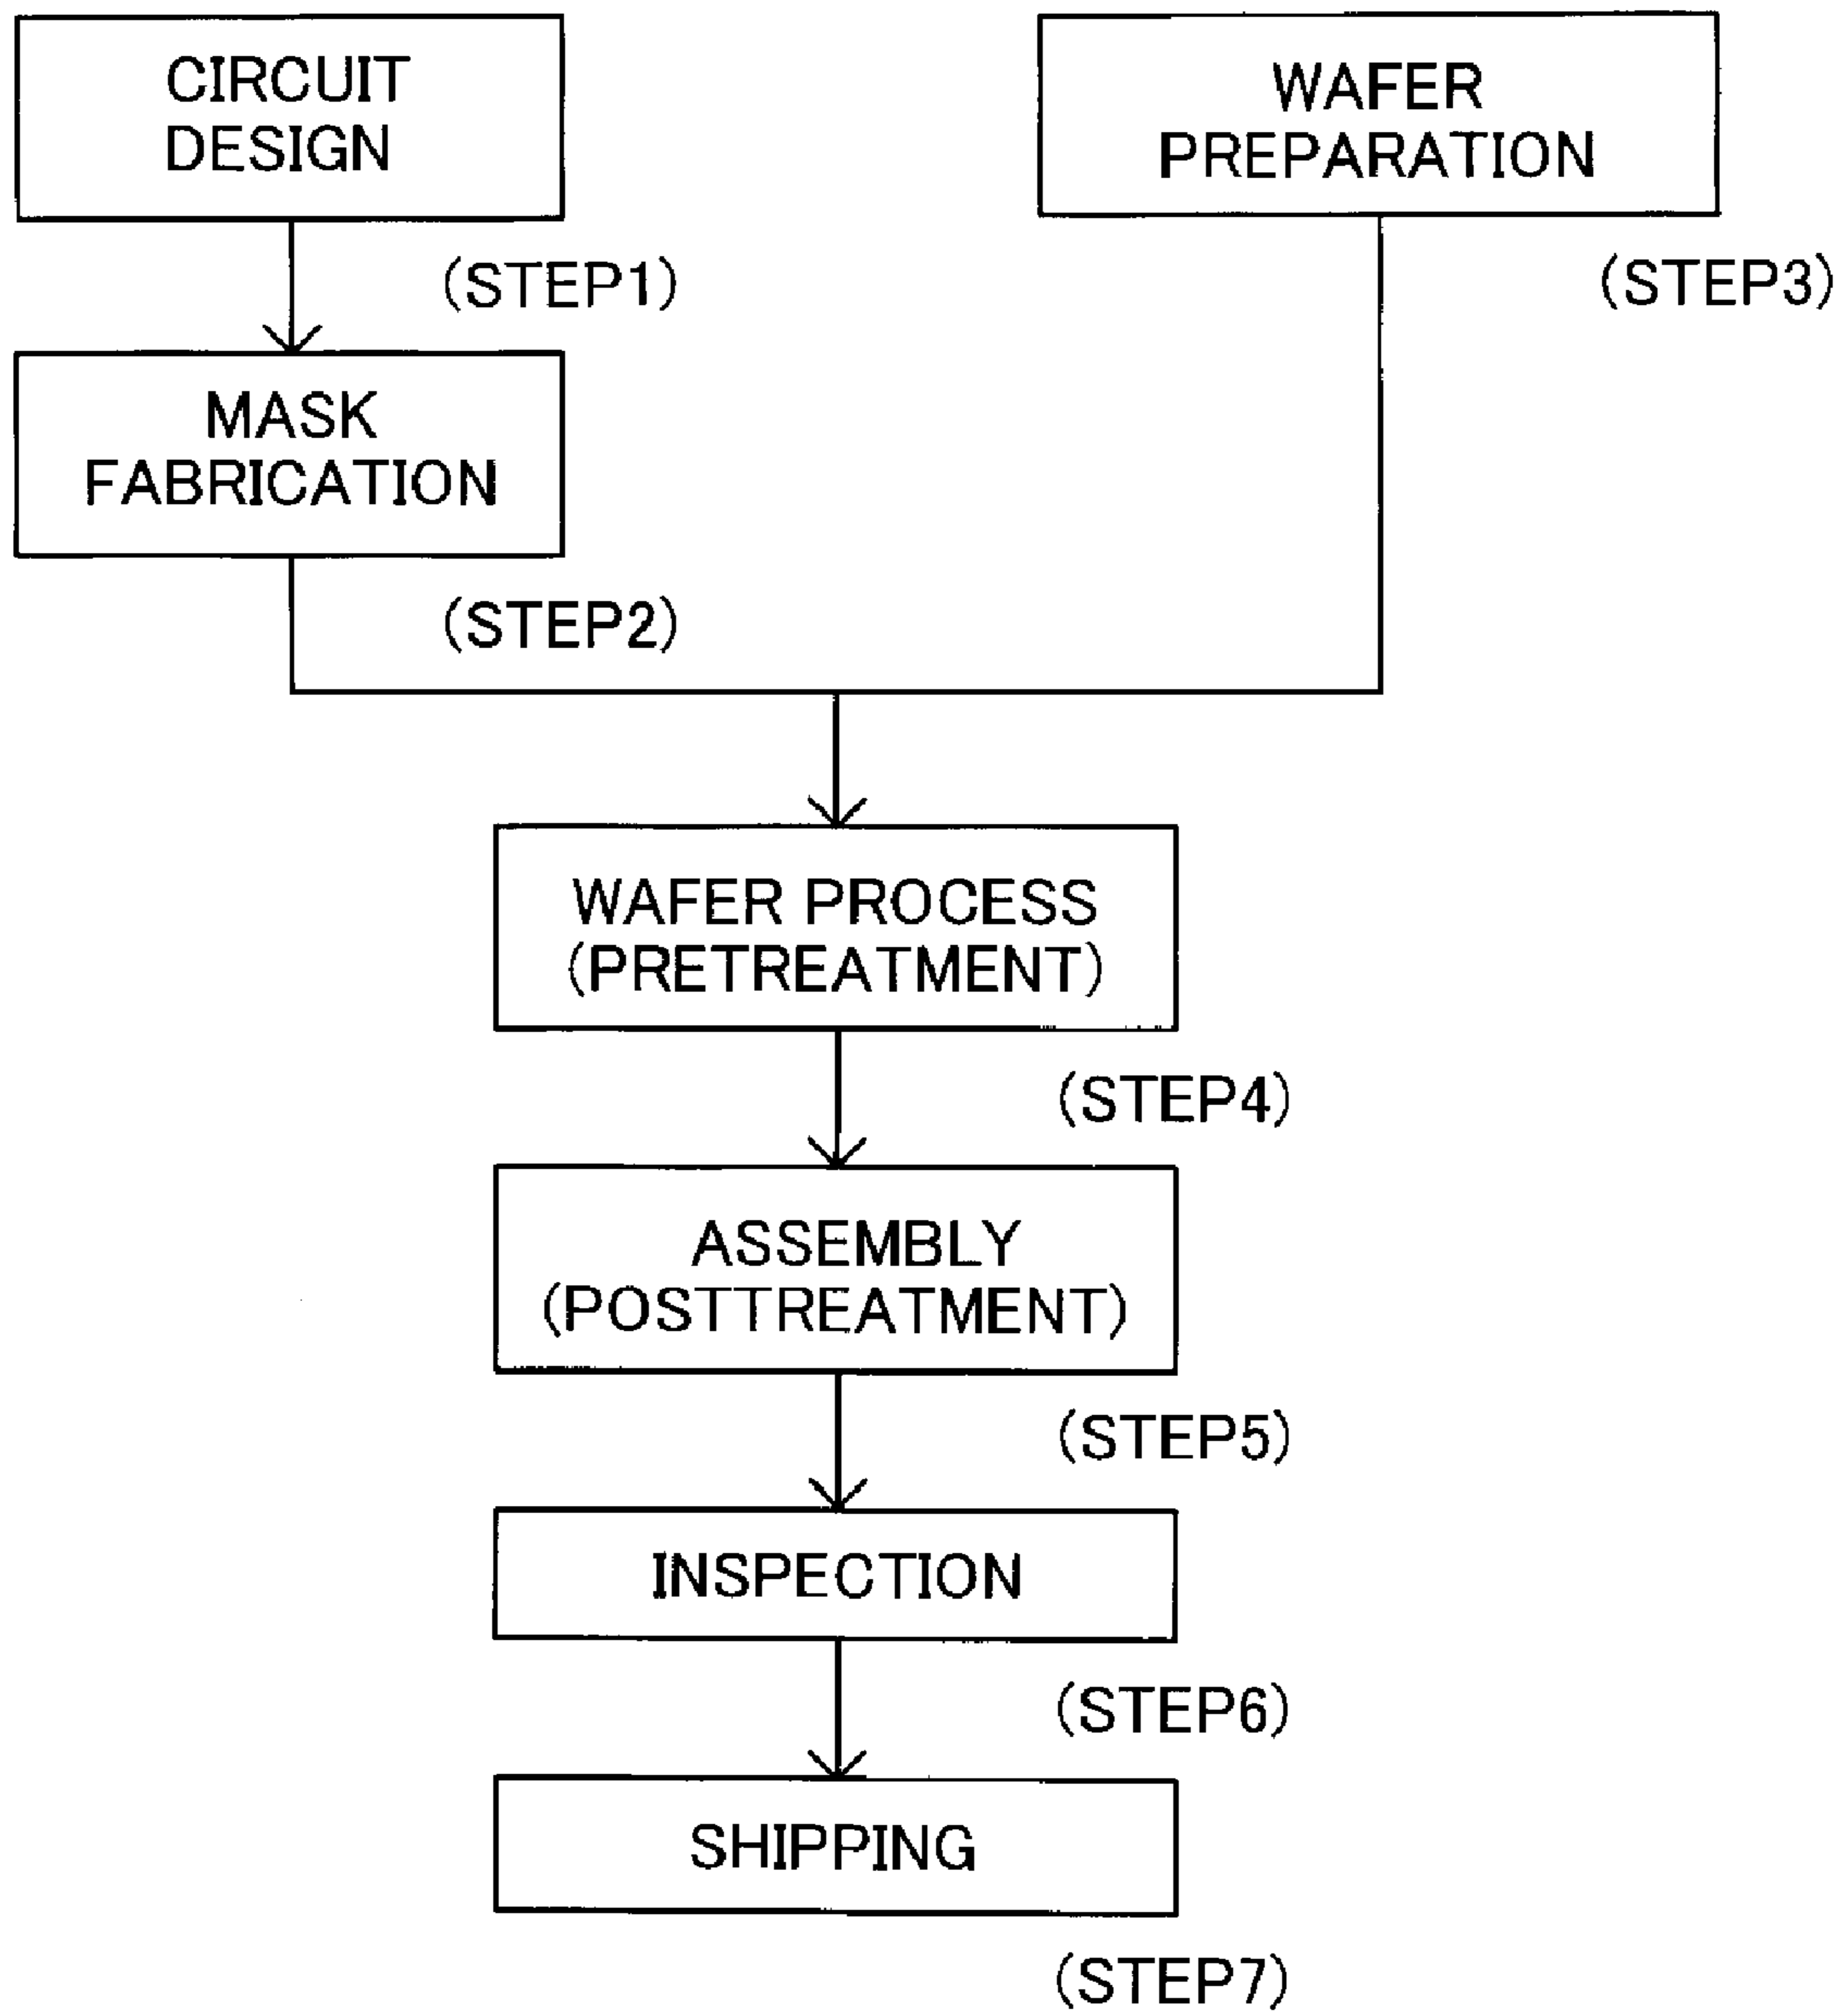 CIRCUIT
DESIGN
(STEP1)
MASK
FABRICATION
(STEP2)
WAFER
PREPARATION
(STEP3)
WAFER PROCESS
(PRETREATMENT)
(STEP4)
ASSEMBLY
(POSTTREATMENT)
(STEP5)
INSPECTION
(STEP6)
SHIPPING
(STEP7)